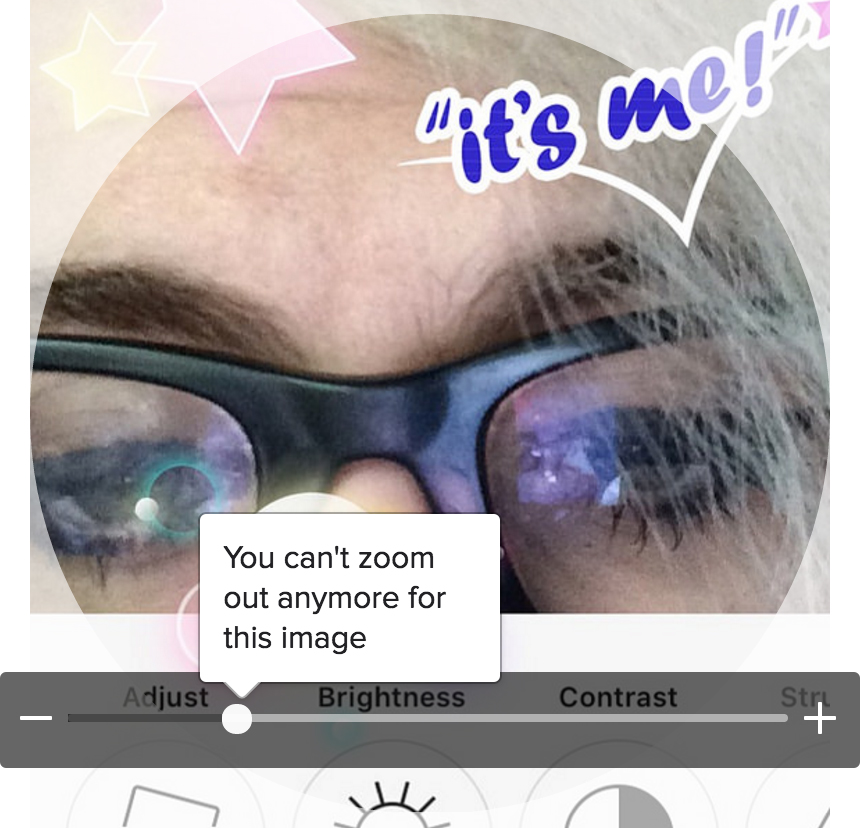 "it's me!"
You can't zoom
out anymore for
this image
Adjust Brightness Contrast